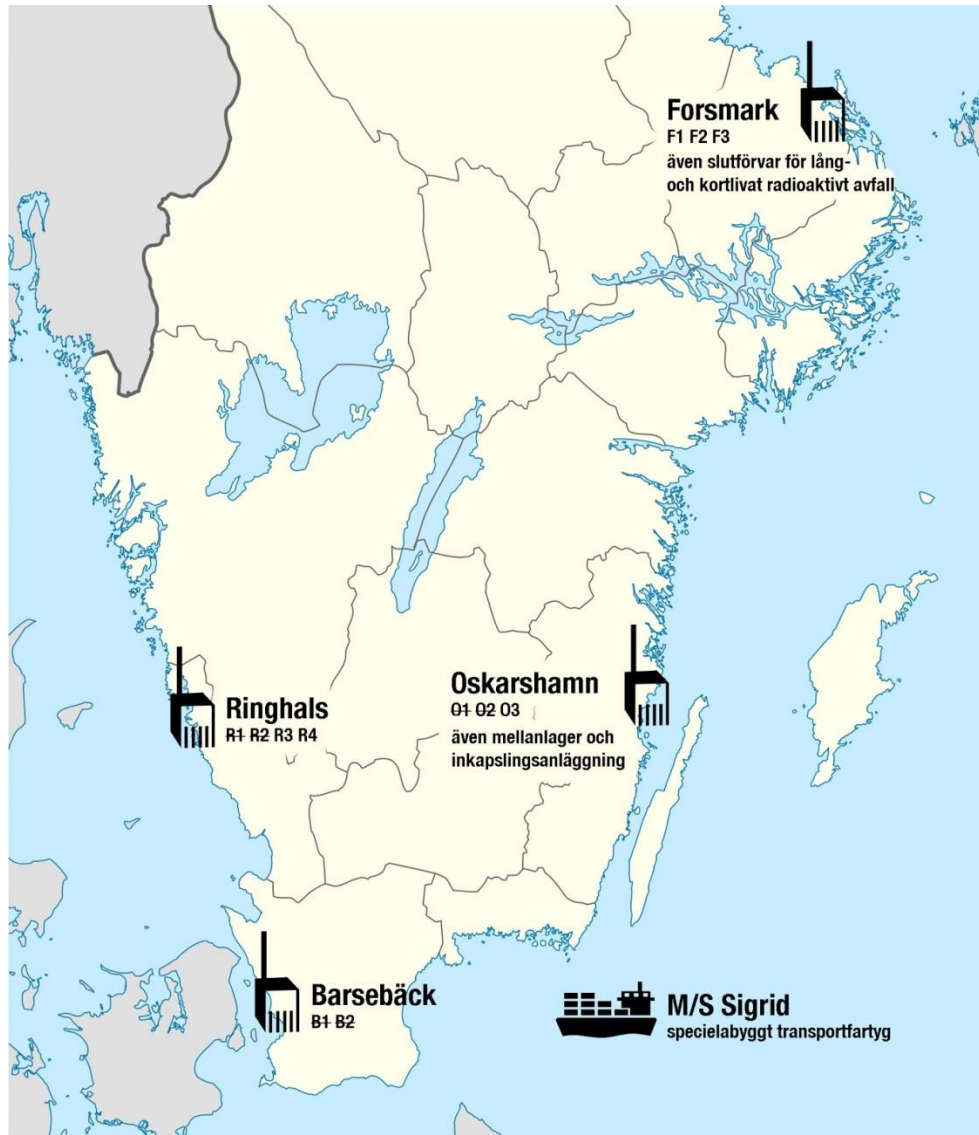 Forsmark
F1 F2 F3
även slutförvar för lång-
och kortlivat radioaktivt avfall
Oskarshamn
O1 O2 O3
även mellanlager och
inkapslingsanläggning
Ringhals
R1 R2 R3 R4
Barsebäck
B1 B2
M/S Sigrid
specielabyggt transportfartyg